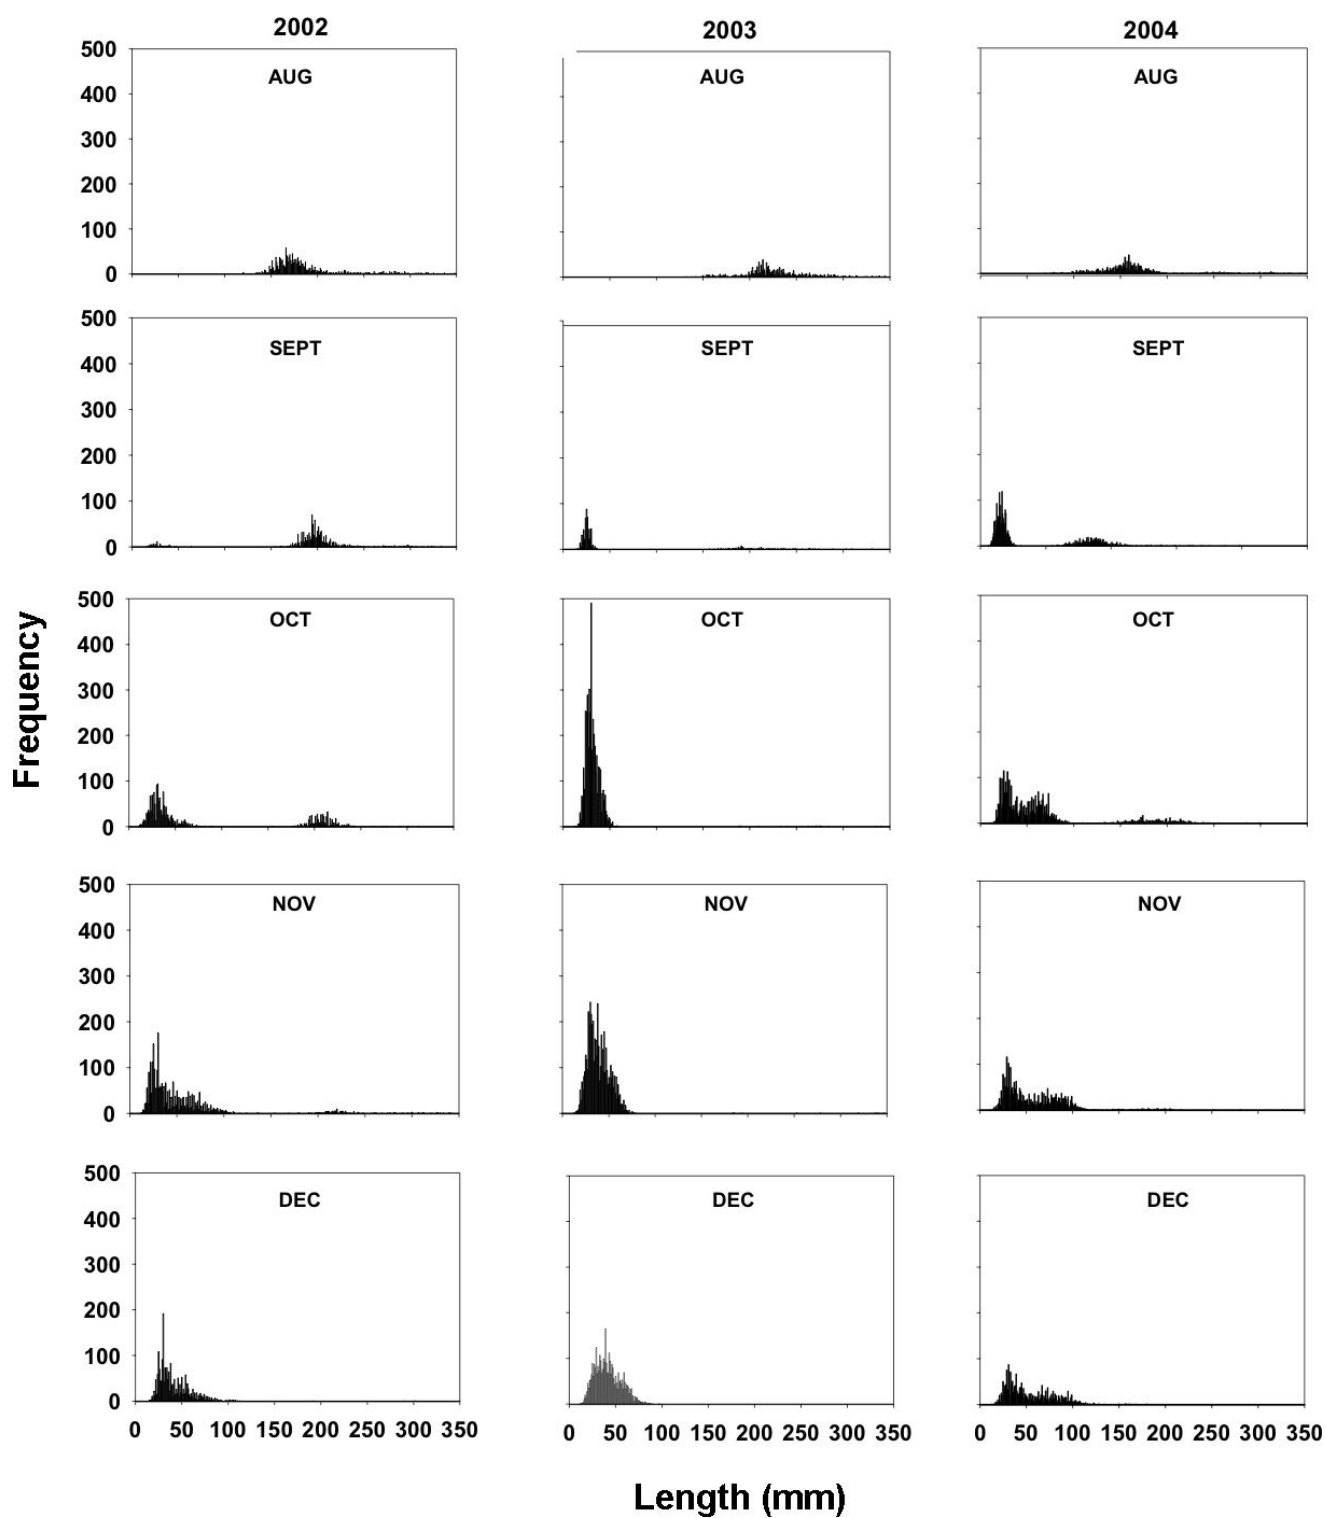 2002 2003 2004
500 AUG AUG AUG
400
300
200
100
0
500 SEPT SEPT SEPT
400
300
200
100
0
500 OCT OCT OCT
400
300
200
100
0
Frequency
500 NOV NOV NOV
400
300
200
100
0
500 DEC DEC DEC
400
300
200
100
0
0 50 100 150 200 250 300 350 0 50 100 150 200 250 300 350 0 50 100 150 200 250 300 350
Length (mm)